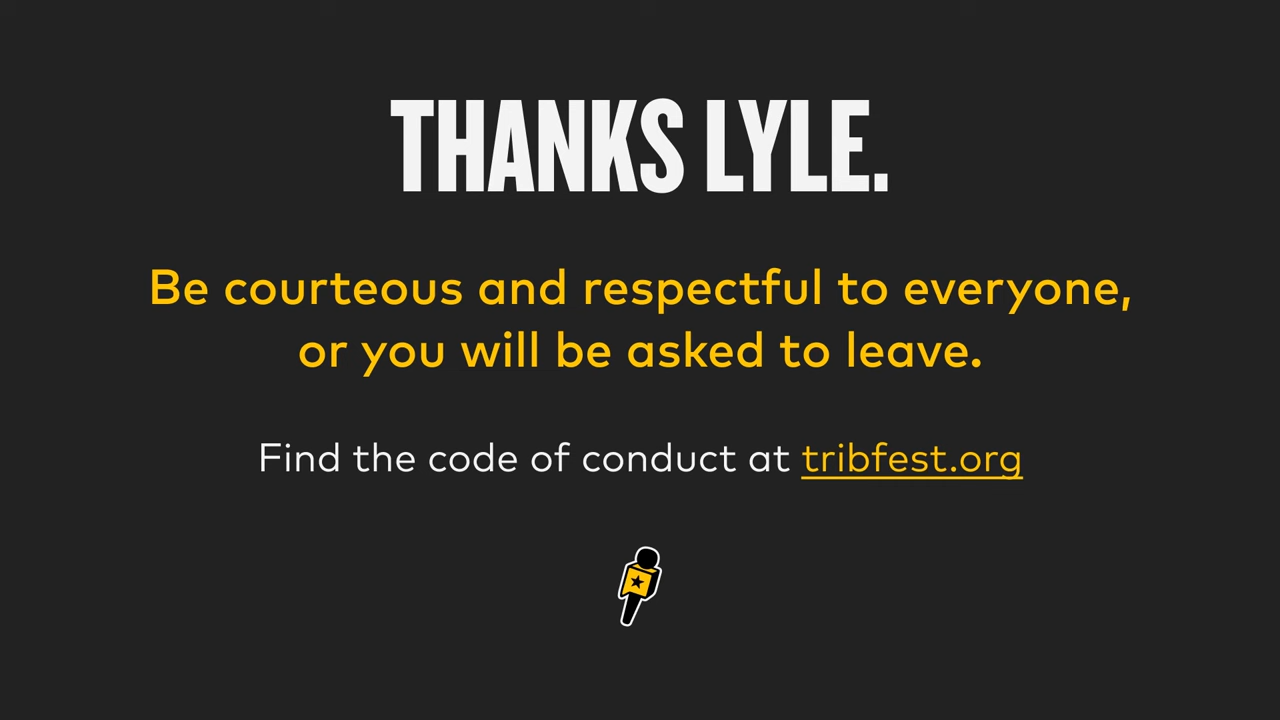 THANKS LYLE.
Be courteous and respectful to everyone,
or you will be asked to leave.
Find the code of conduct at tribfest.org